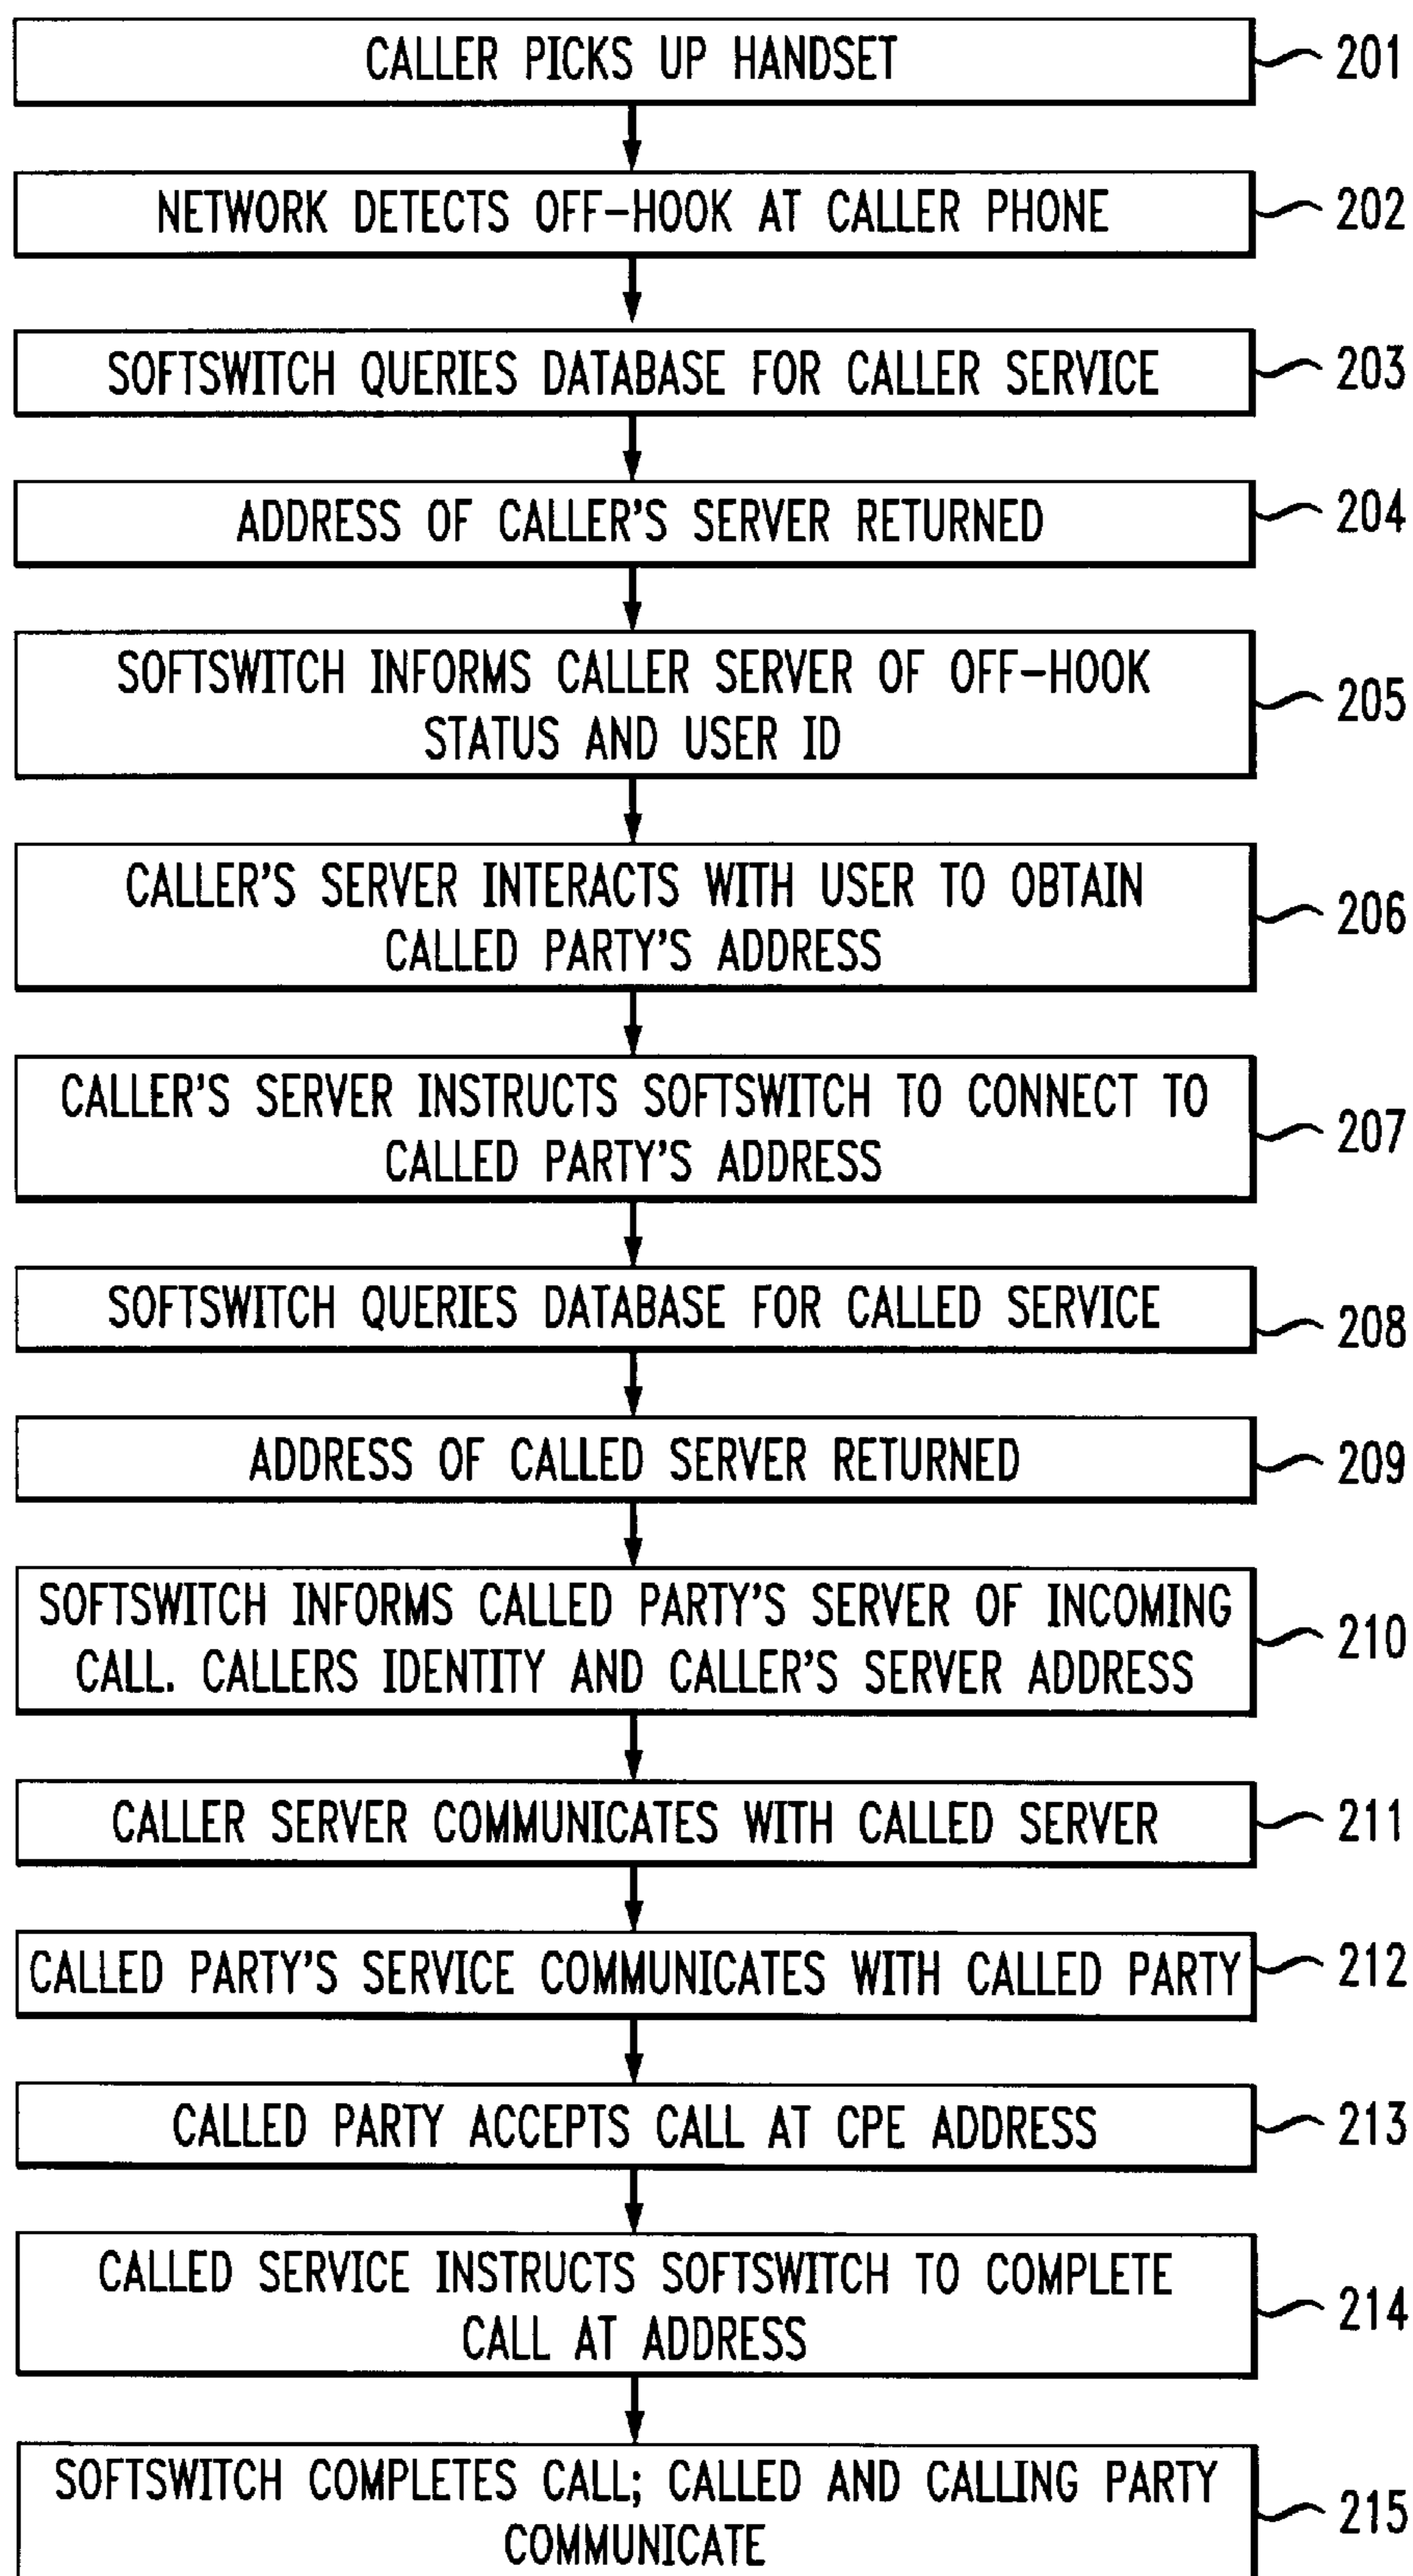 CALLER PICKS UP HANDSET
201
NETWORK DETECTS OFF-HOOK AT CALLER PHONE
202
SOFTSWITCH QUERIES DATABASE FOR CALLER SERVICE
203
ADDRESS OF CALLER'S SERVER RETURNED
204
SOFTSWITCH INFORMS CALLER SERVER OF OFF-HOOK
STATUS AND USER ID
205
CALLER'S SERVER INTERACTS WITH USER TO OBTAIN
CALLED PARTY'S ADDRESS
206
CALLER'S SERVER INSTRUCTS SOFTSWITCH TO CONNECT TO
CALLED PARTY'S ADDRESS
207
SOFTSWITCH QUERIES DATABASE FOR CALLED SERVICE
208
ADDRESS OF CALLED SERVER RETURNED
209
SOFTSWITCH INFORMS CALLED PARTY'S SERVER OF INCOMING
CALL. CALLERS IDENTITY AND CALLER'S SERVER ADDRESS
210
CALLER SERVER COMMUNICATES WITH CALLED SERVER
211
CALLED PARTY'S SERVICE COMMUNICATES WITH CALLED PARTY
212
CALLED PARTY ACCEPTS CALL AT CPE ADDRESS
213
CALLED SERVICE INSTRUCTS SOFTSWITCH TO COMPLETE
CALL AT ADDRESS
214
SOFTSWITCH COMPLETES CALL; CALLED AND CALLING PARTY
COMMUNICATE
215